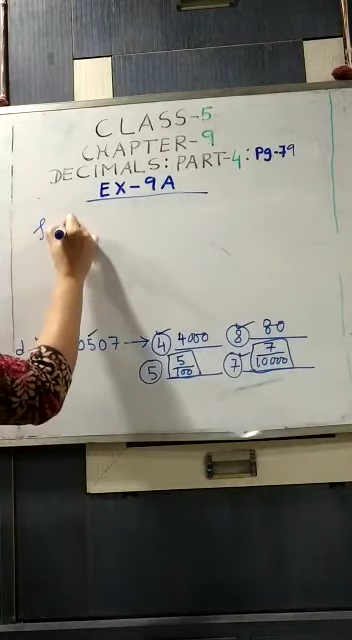 CLASS-5
CHAPTER-9
DECIMALS: PART-4: Pg-79
EX-9A
d 0507 → ④ 4000 ⑧ 80
⑤ 5/100 ⑦ 7/10000